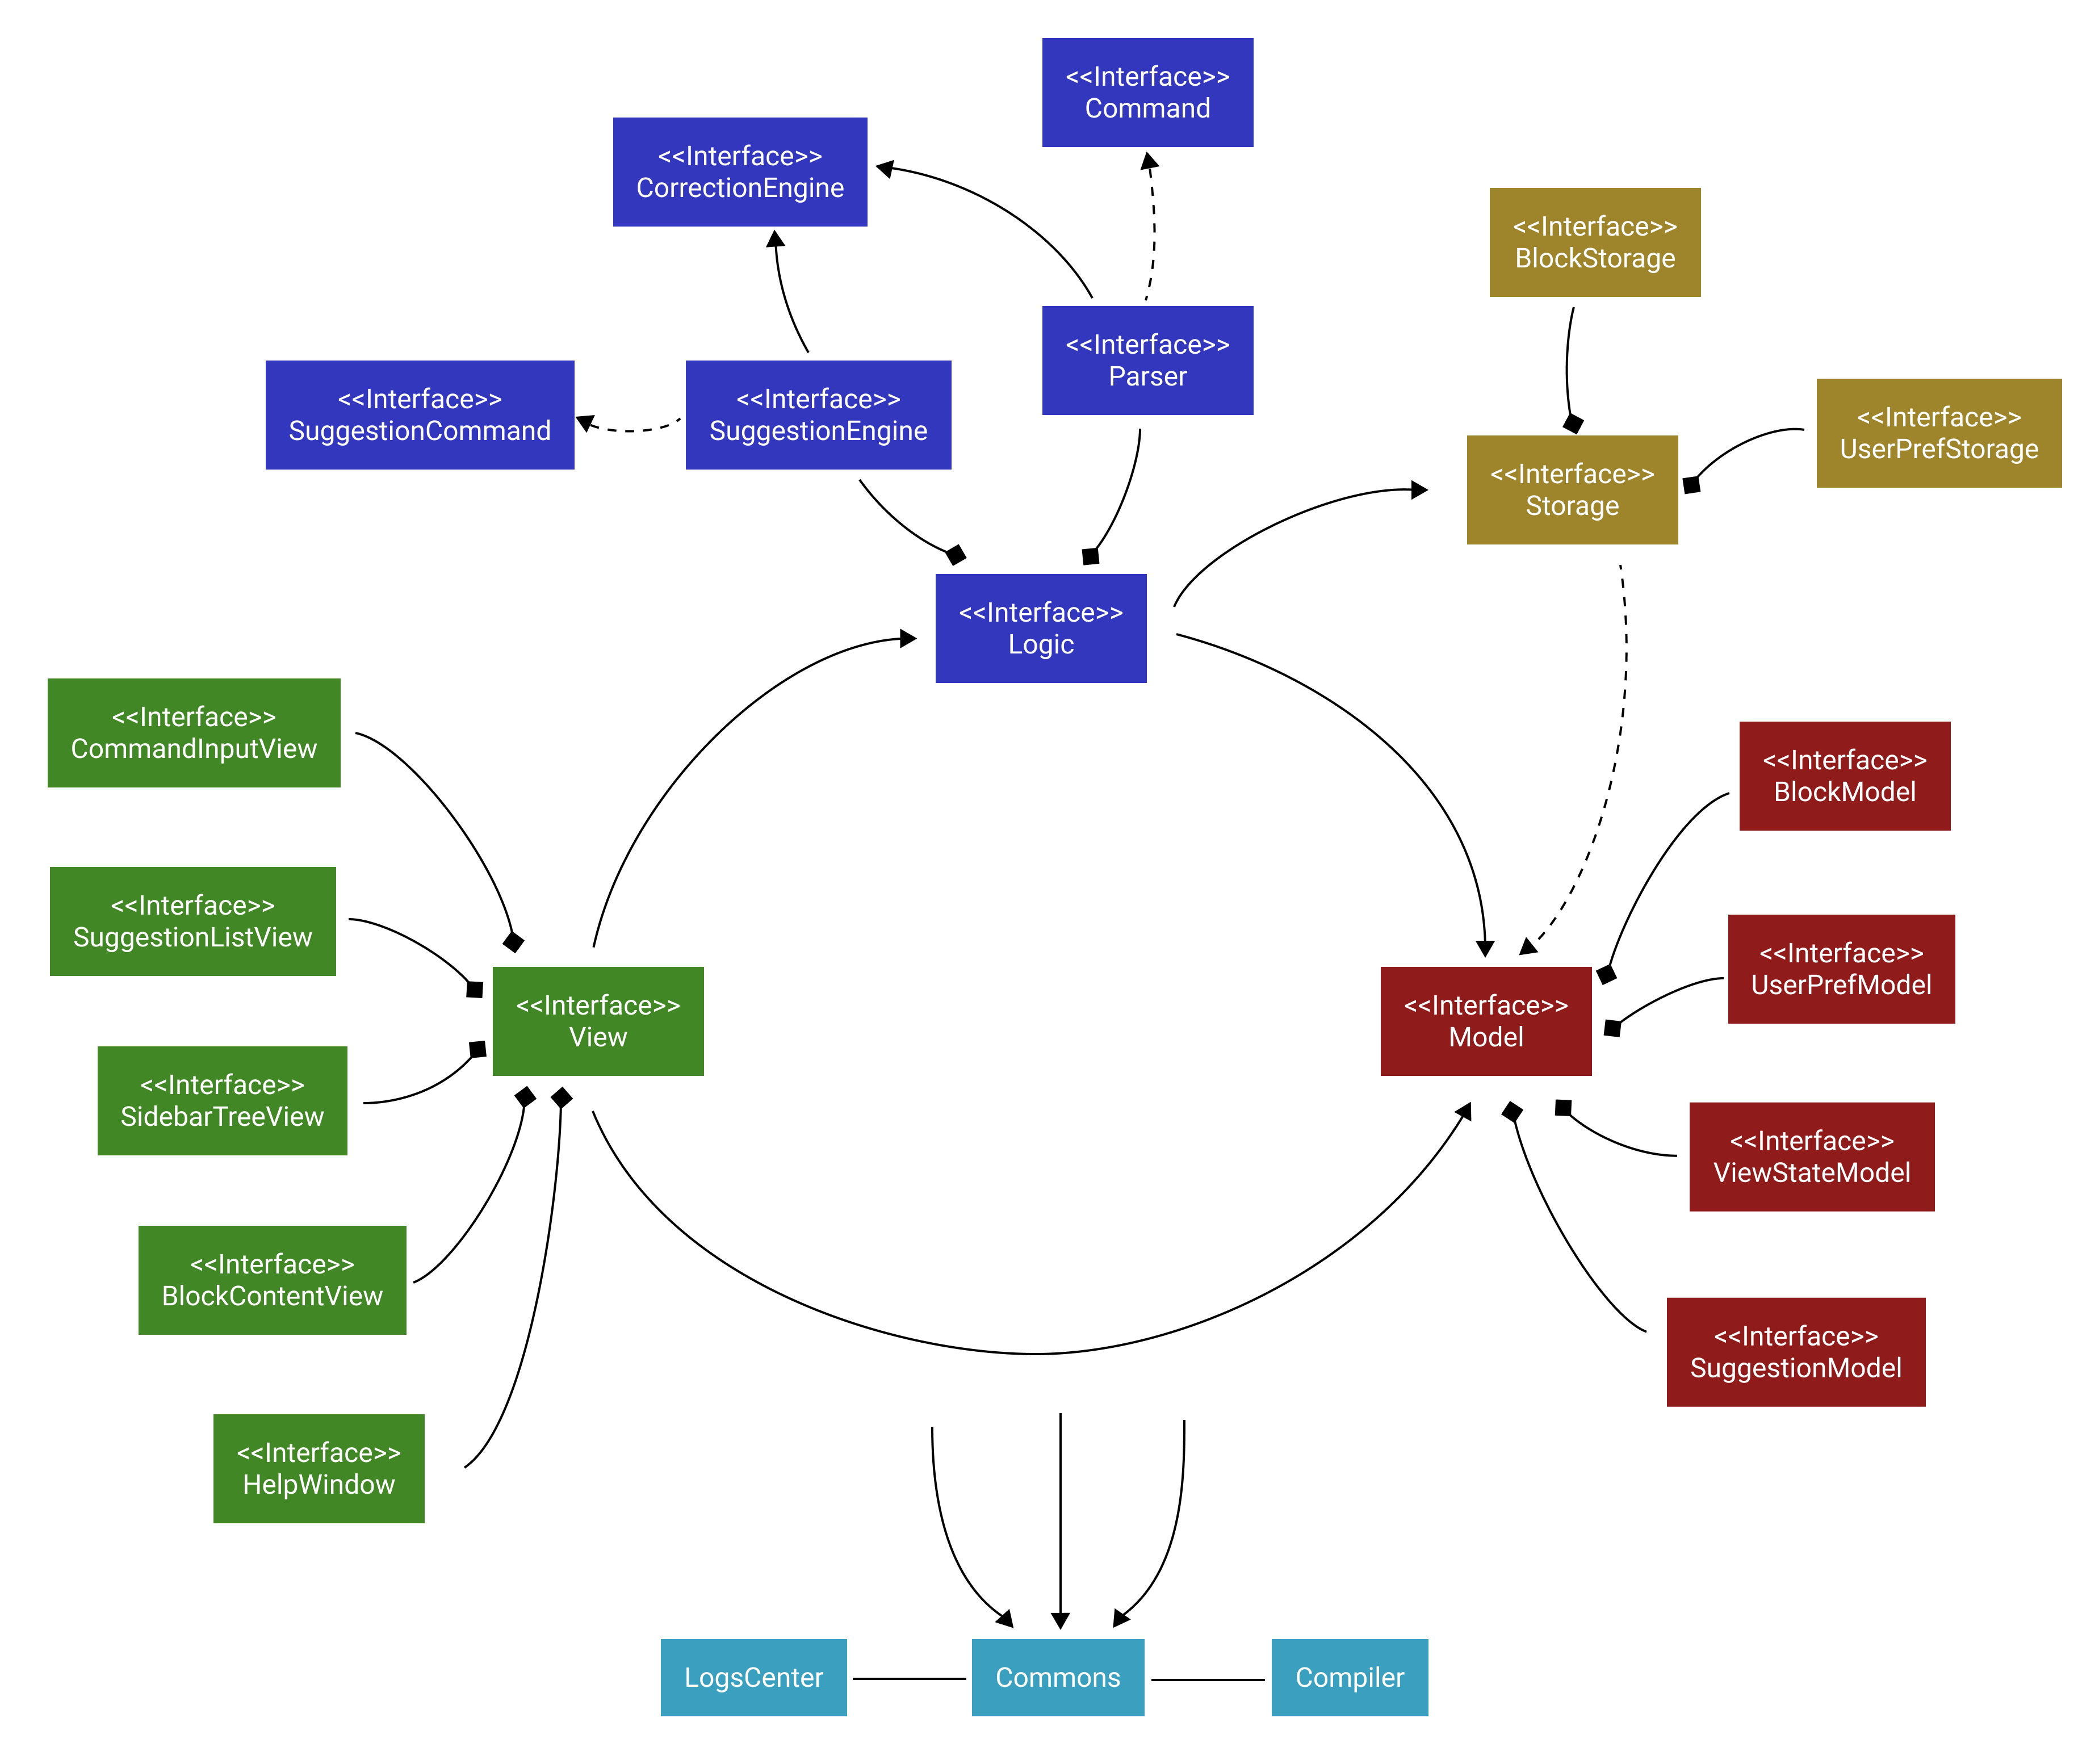 <<Interface>>
Command
<<Interface>>
CorrectionEngine
<<Interface>>
BlockStorage
<<Interface>>
Parser
<<Interface>>
SuggestionCommand
<<Interface>>
SuggestionEngine
<<Interface>>
UserPrefStorage
<<Interface>>
Storage
<<Interface>>
Logic
<<Interface>>
CommandInputView
<<Interface>>
BlockModel
<<Interface>>
SuggestionListView
<<Interface>>
UserPrefModel
<<Interface>>
View
<<Interface>>
Model
<<Interface>>
SidebarTreeView
<<Interface>>
ViewStateModel
<<Interface>>
BlockContentView
<<Interface>>
SuggestionModel
<<Interface>>
HelpWindow
LogsCenter
Commons
Compiler